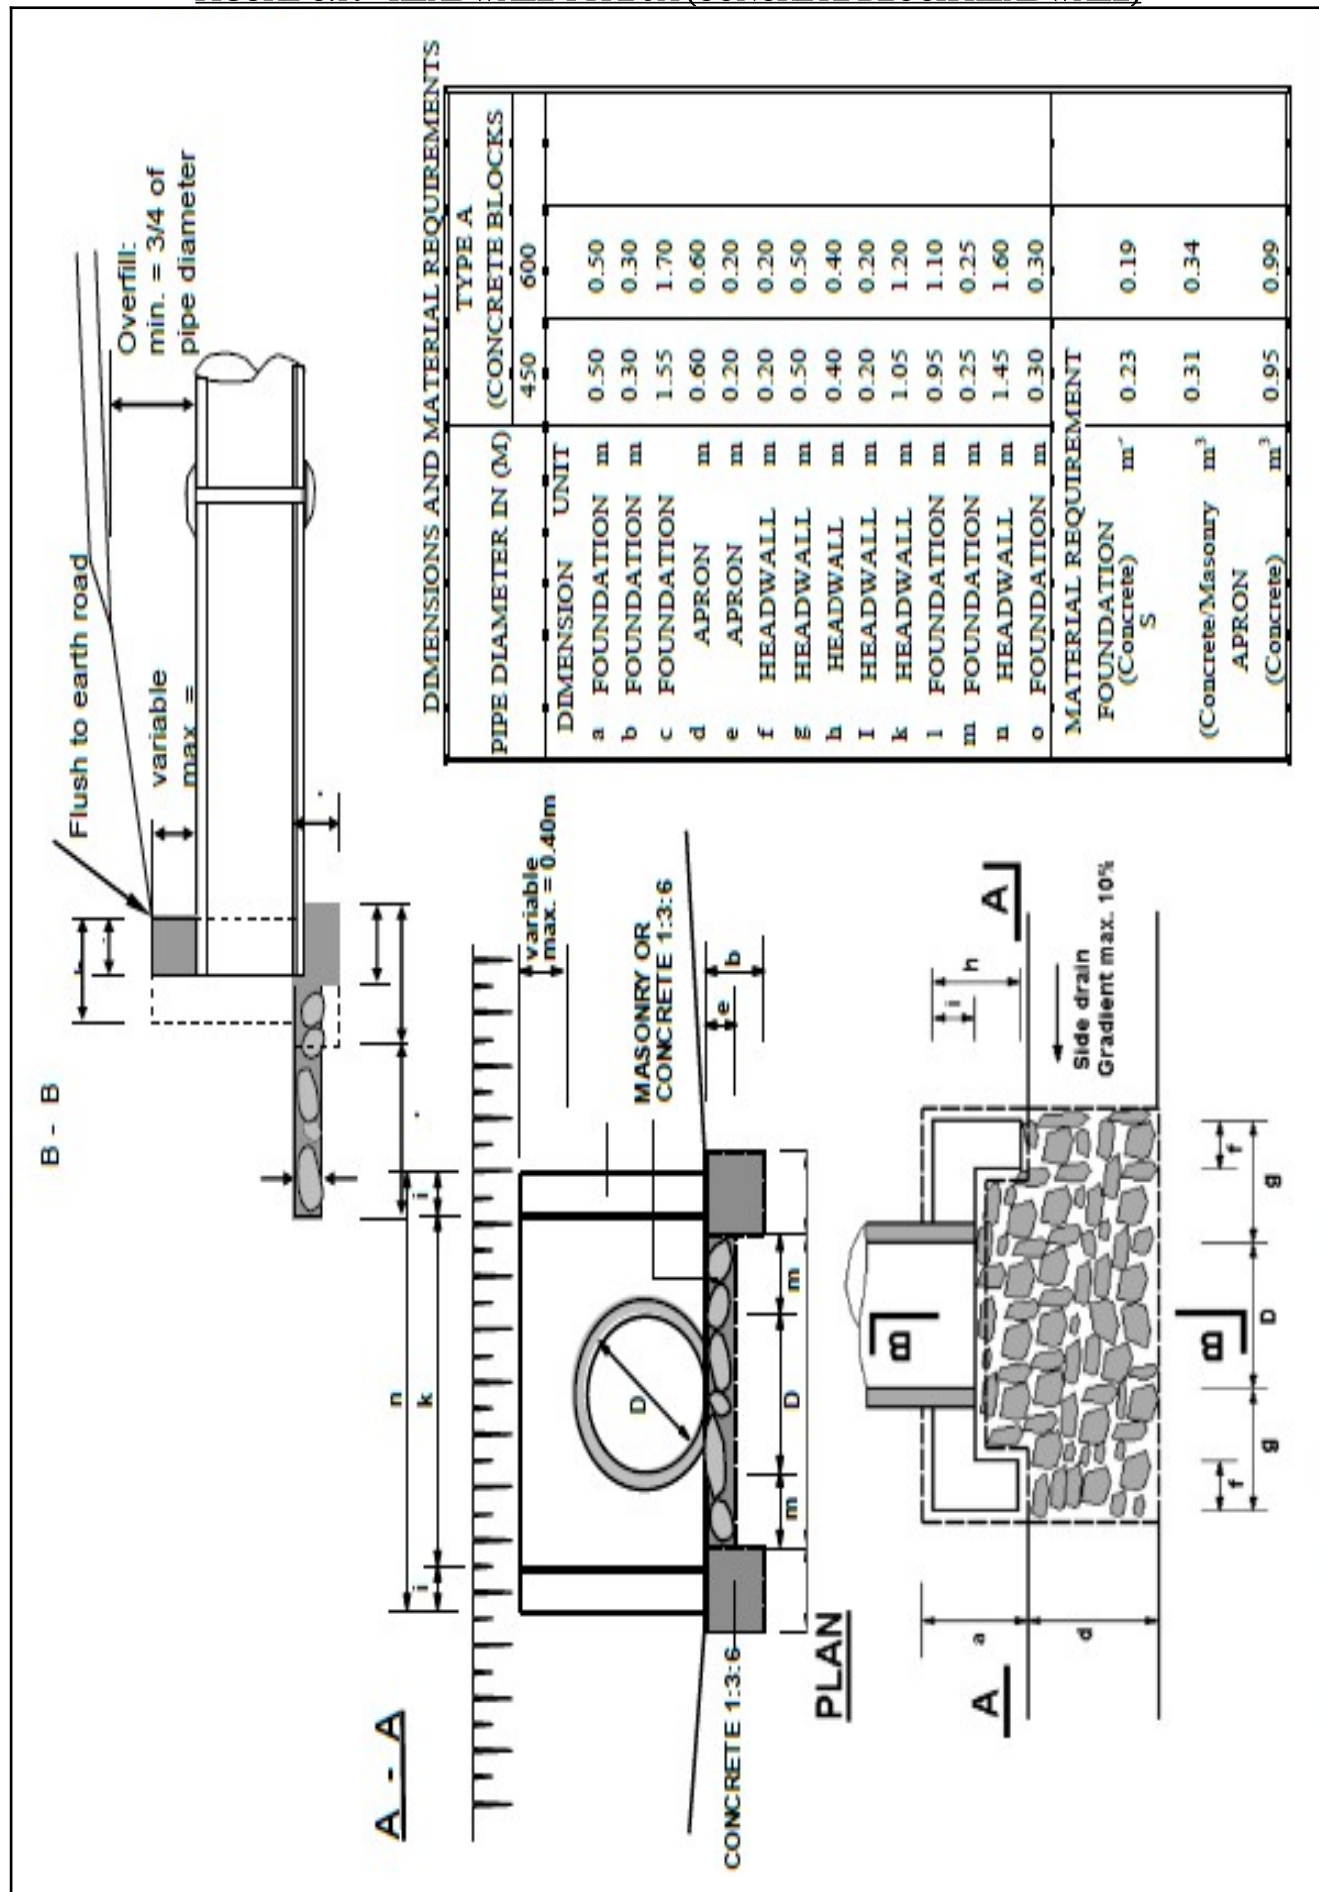 B - B
Flush to earth road
variable
max =
Overfill:
min. = 3/4 of
pipe diameter
A - A
n
i k i
variable
max. = 0.40m
D
MASONRY OR
CONCRETE 1:3:6
e b
m D m
CONCRETE 1:3:6
PLAN
A A
B B
a
d
h
i
Side drain
Gradient max. 10%
f f
g D g
DIMENSIONS AND MATERIAL REQUIREMENTS
PIPE DIAMETER IN (M) TYPE A
(CONCRETE BLOCKS
450 600
DIMENSION UNIT
a FOUNDATION m 0.50 0.50
b FOUNDATION m 0.30 0.30
c FOUNDATION 1.55 1.70
d APRON m 0.60 0.60
e APRON m 0.20 0.20
f HEADWALL m 0.20 0.20
g HEADWALL m 0.50 0.50
h HEADWALL m 0.40 0.40
I HEADWALL m 0.20 0.20
k HEADWALL m 1.05 1.20
l FOUNDATION m 0.95 1.10
m FOUNDATION m 0.25 0.25
n HEADWALL m 1.45 1.60
o FOUNDATION m 0.30 0.30
MATERIAL REQUIREMENT
FOUNDATION
(Concrete) 0.23 0.19
S
(Concrete/Masonry m³ 0.31 0.34
APRON
(Concrete) m³ 0.95 0.99